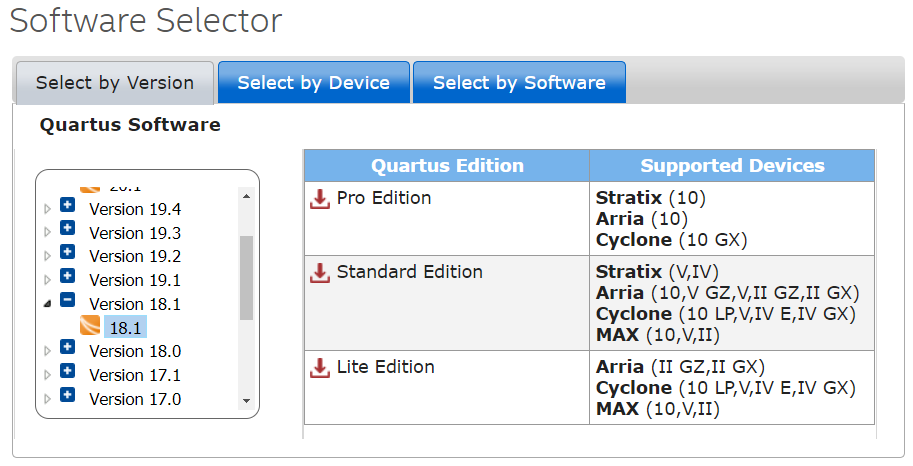 Software Selector
Select by Version
Select by Device
Select by Software
Quartus Software
Quartus Edition
Supported Devices
20.1
Version 19.4
Version 19.3
Version 19.2
Version 19.1
Version 18.1
18.1
Version 18.0
Version 17.1
Version 17.0
Pro Edition
Stratix (10)
Arria (10)
Cyclone (10 GX)
Standard Edition
Stratix (V,IV)
Arria (10,V GZ,V,II GZ,II GX)
Cyclone (10 LP,V,IV E,IV GX)
MAX (10,V,II)
Lite Edition
Arria (II GZ,II GX)
Cyclone (10 LP,V,IV E,IV GX)
MAX (10,V,II)